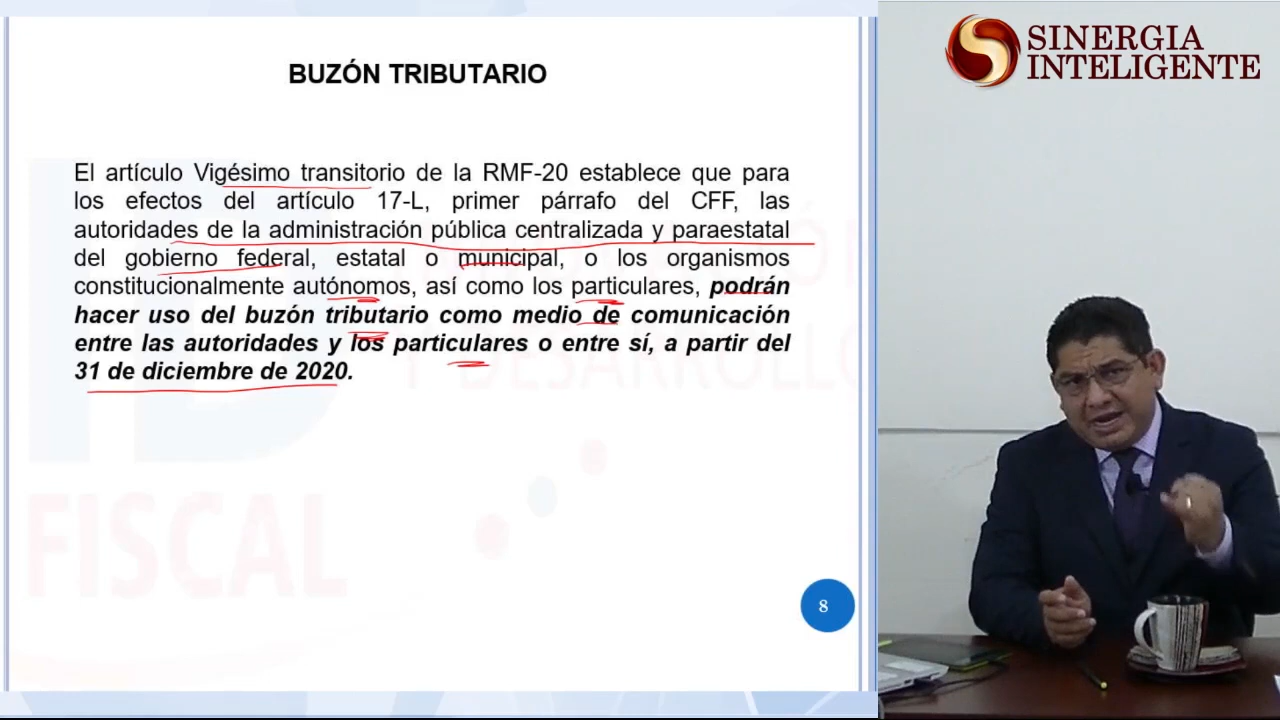 SINERGIA
INTELIGENTE
BUZÓN TRIBUTARIO
El artículo Vigésimo transitorio de la RMF-20 establece que para
los efectos del artículo 17-L, primer párrafo del CFF, las
autoridades de la administración pública centralizada y paraestatal
del gobierno federal, estatal o municipal, o los organismos
constitucionalmente autónomos, así como los particulares, podrán
hacer uso del buzón tributario como medio de comunicación
entre las autoridades y los particulares o entre sí, a partir del
31 de diciembre de 2020.
FISCAL
8